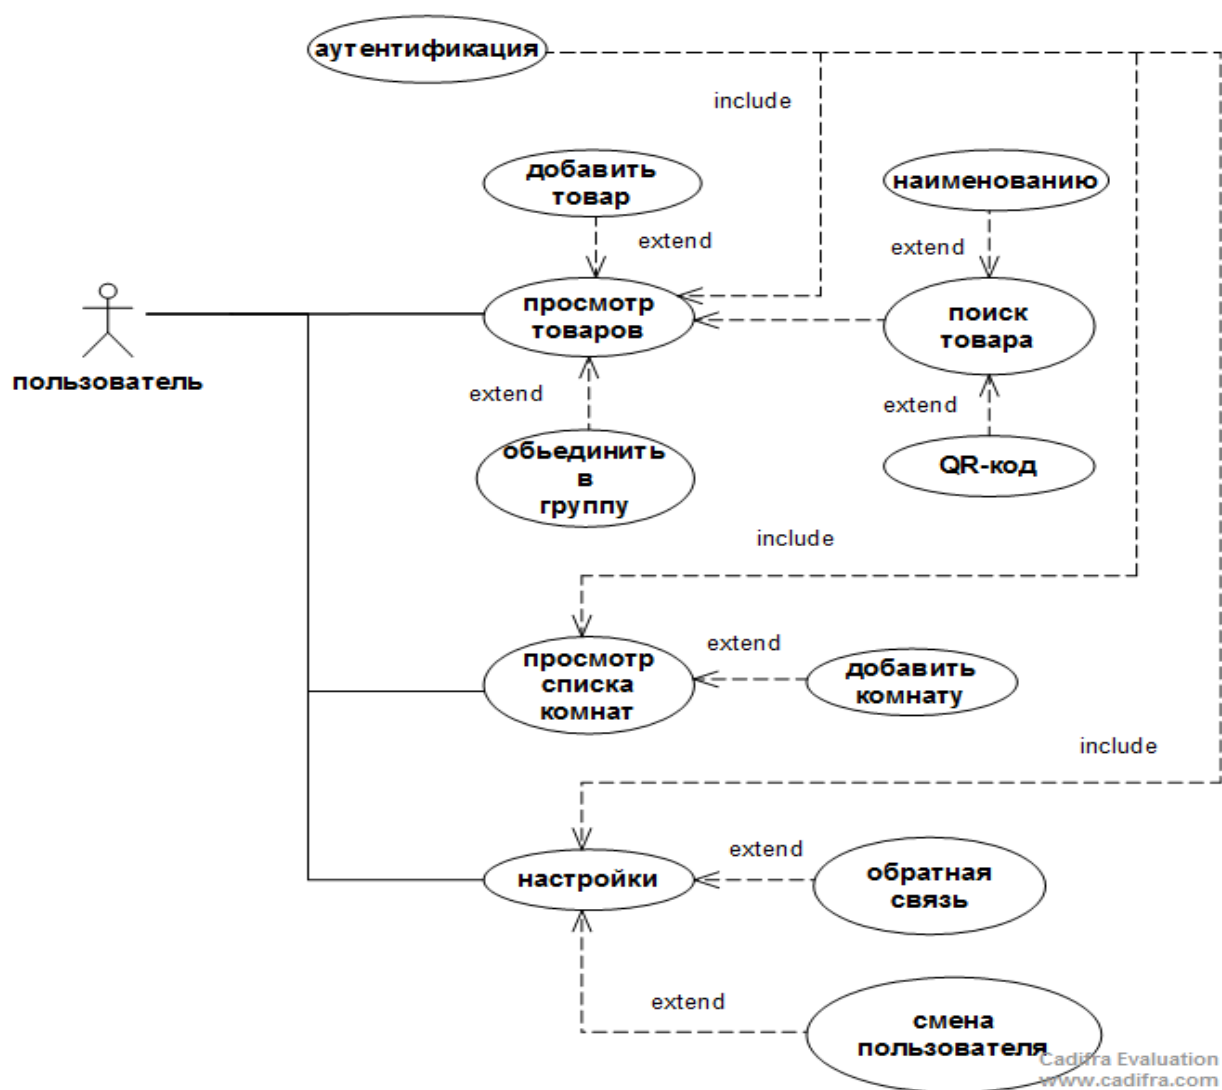 аутентификация
include
добавить
товар
наименованию
extend
extend
просмотр
товаров
поиск
товара
пользователь
extend
extend
обьединить
в
группу
QR-код
include
просмотр
списка
комнат
extend
добавить
комнату
include
настройки
extend
обратная
связь
extend
смена
пользователя
Cadifra Evaluation
www.cadifra.com